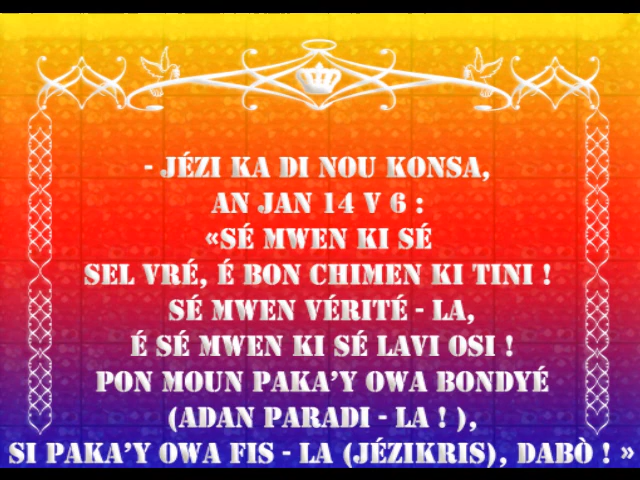 - JÉZI KA DI NOU KONSA,
AN JAN 14 V 6 :
«SÉ MWEN KI SÉ
SEL VRÉ, É BON CHIMEN KI TINI !
SÉ MWEN VÉRITÉ - LA,
É SÉ MWEN KI SÉ LAVI OSI !
PON MOUN PAKA'Y OWA BONDYÉ
(ADAN PARADI - LA ! ),
SI PAKA'Y OWA FIS - LA (JÉZIKRIS), DABÒ ! »